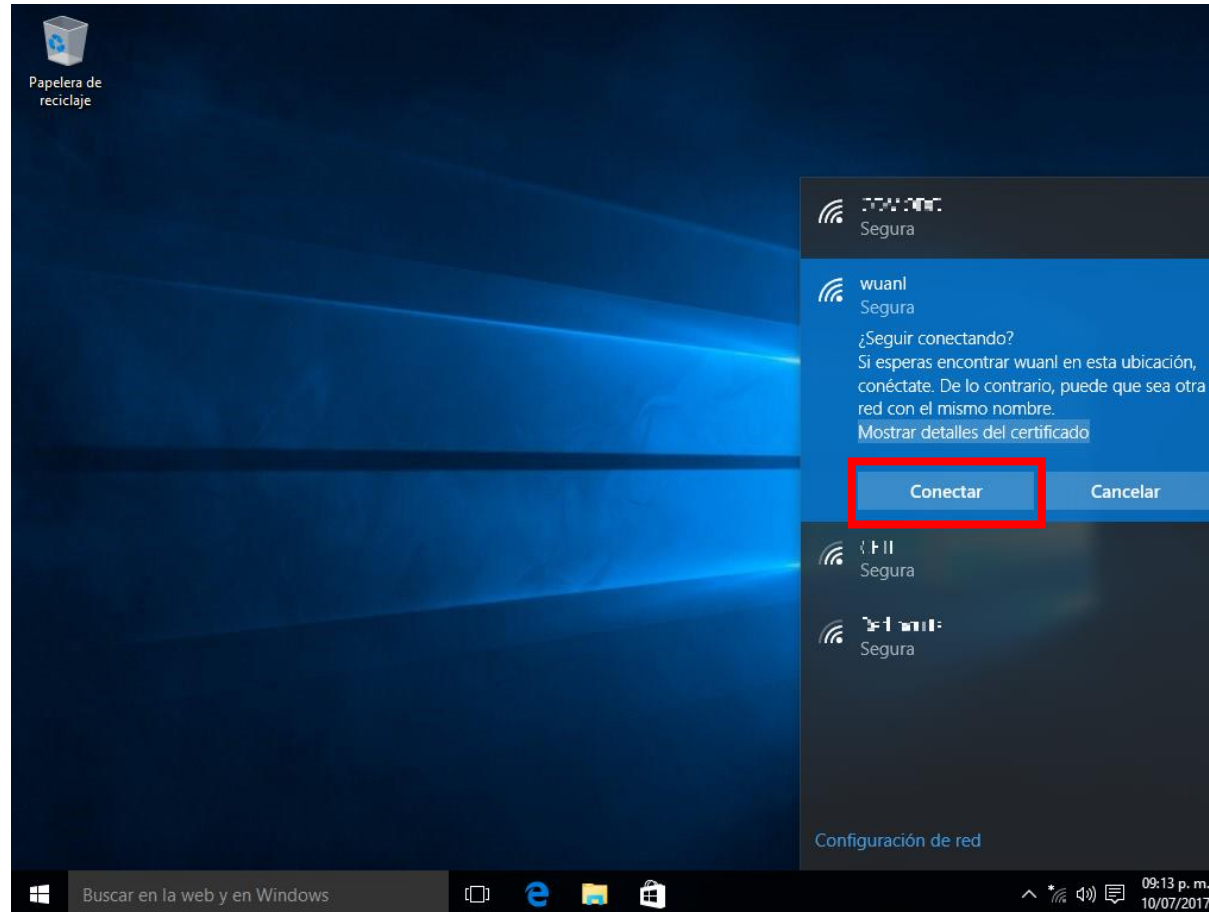 Papelera de
reciclaje
Segura
wuanl
Segura
¿Seguir conectando?
Si esperas encontrar wuanl en esta ubicación,
conéctate. De lo contrario, puede que sea otra
red con el mismo nombre.
Mostrar detalles del certificado
Conectar
Cancelar
Segura
Segura
Configuración de red
Buscar en la web y en Windows
09:13 p. m.
10/07/2017